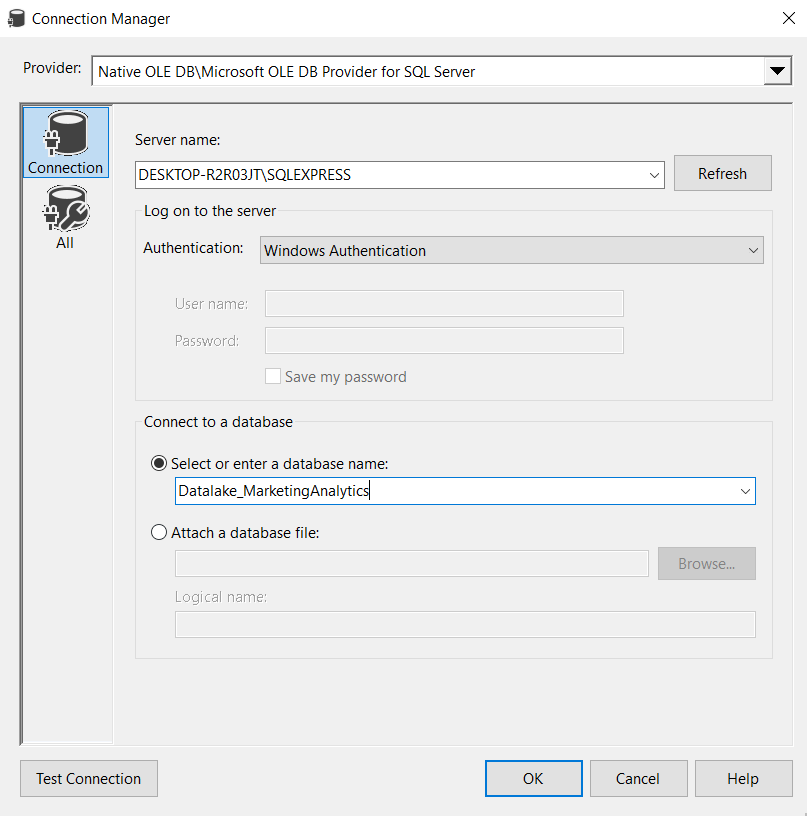 Connection Manager
Provider: Native OLE DB\Microsoft OLE DB Provider for SQL Server
Connection
All
Server name:
DESKTOP-R2R03JT\SQLEXPRESS Refresh
Log on to the server
Authentication: Windows Authentication
User name:
Password:
Save my password
Connect to a database
Select or enter a database name:
Datalake_MarketingAnalytics
Attach a database file:
Browse...
Logical name:
Test Connection OK Cancel Help